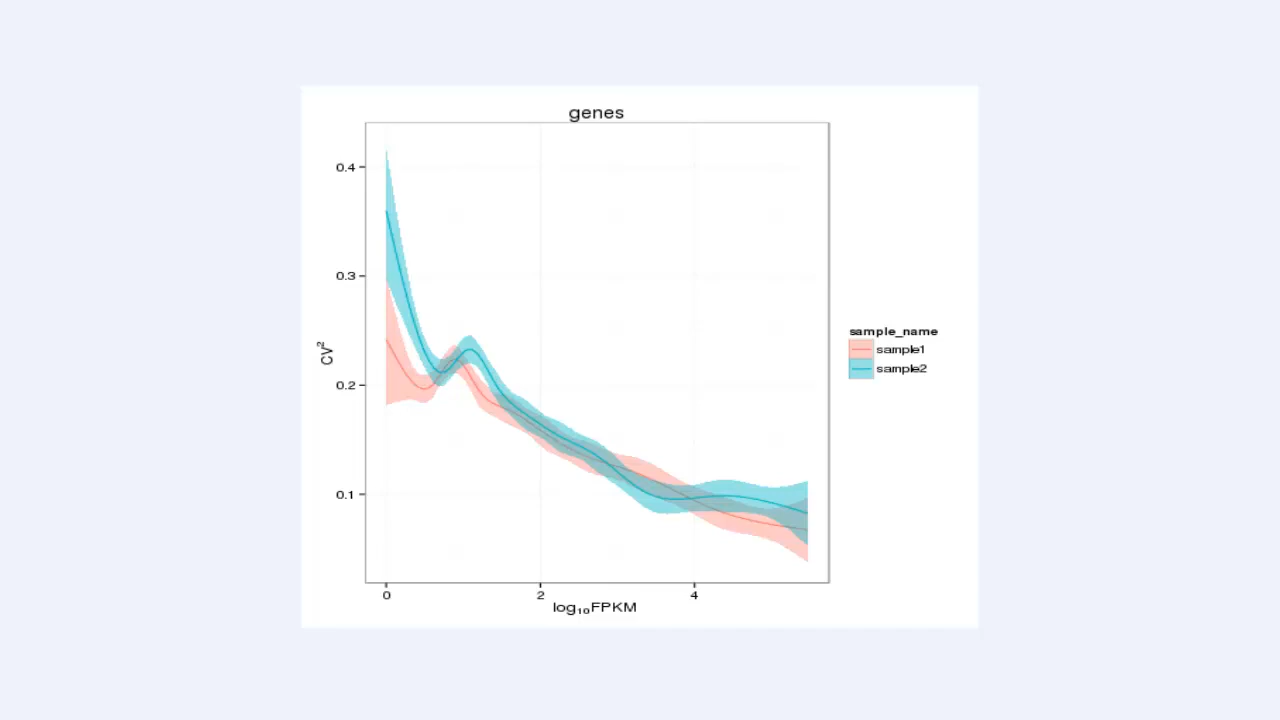 genes
0.4
0.3
0.2
0.1
CV²
0 2 4
log₁₀FPKM
sample_name
sample1
sample2